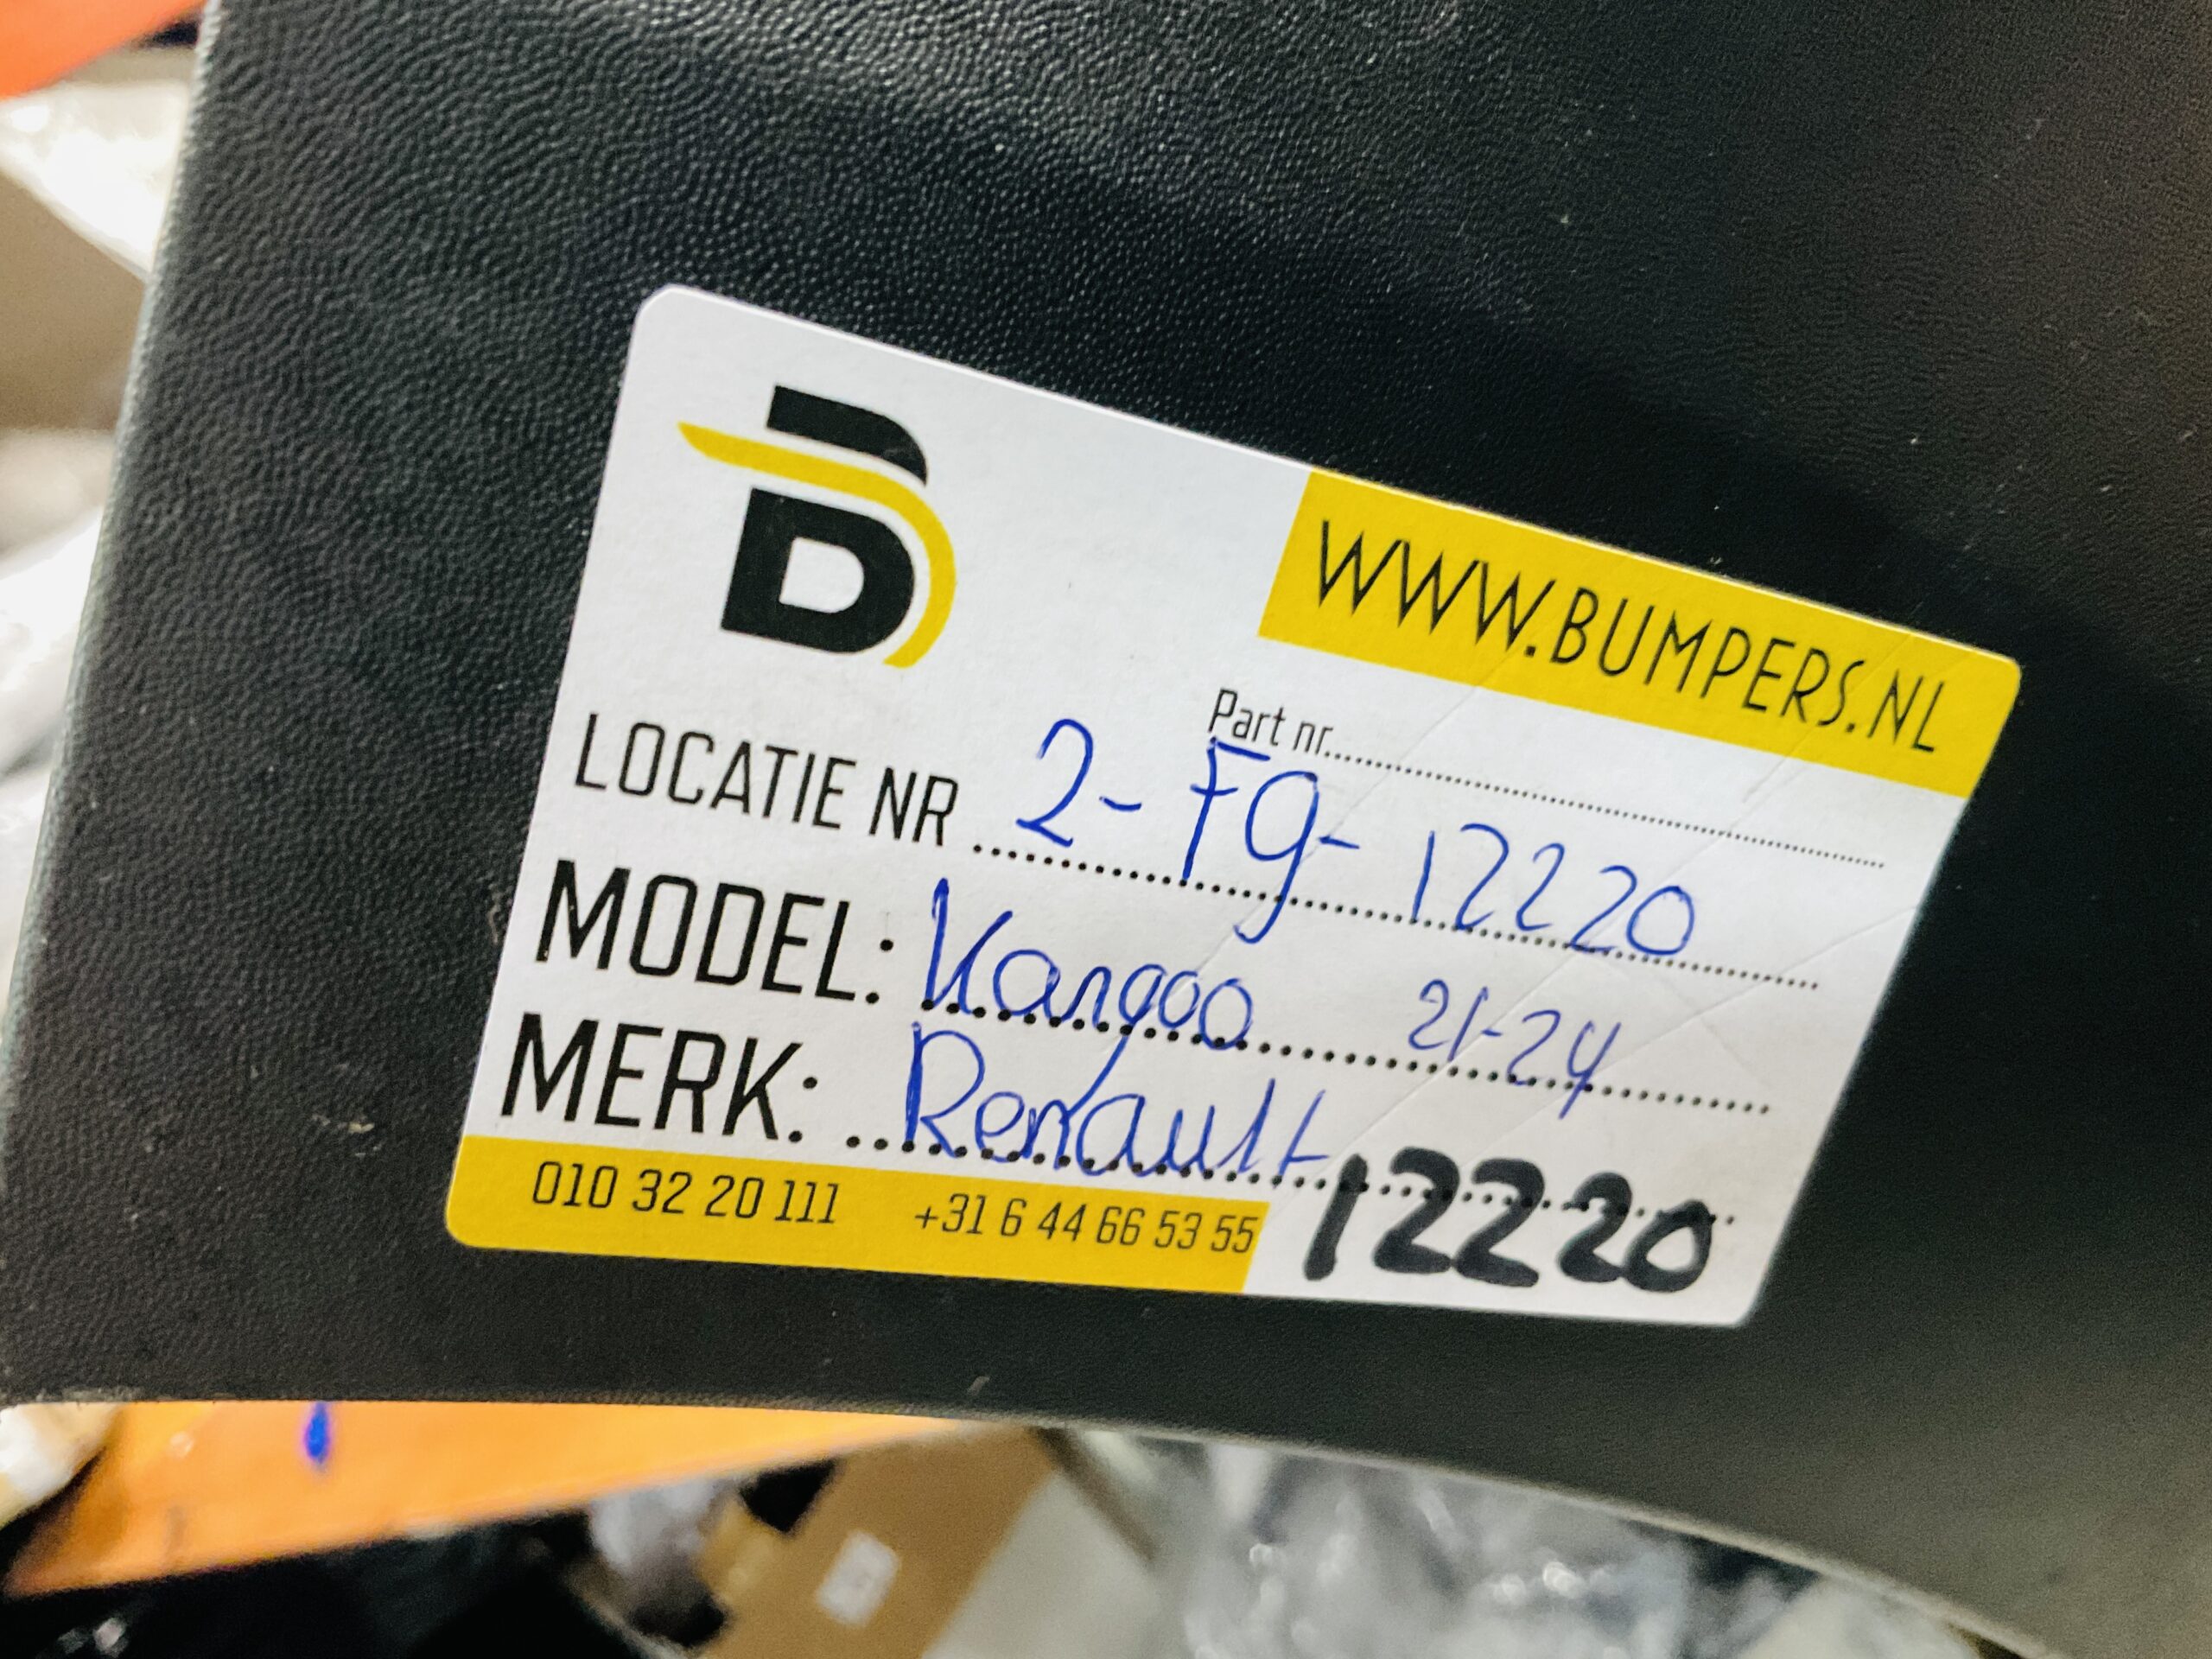 B
WWW.BUMPERS.NL
Part nr..........
LOCATIE NR ..... 2-F9-12220
MODEL: Kangoo 21-24
MERK: Renault
12220
010 32 20 111 +31 6 44 66 53 55